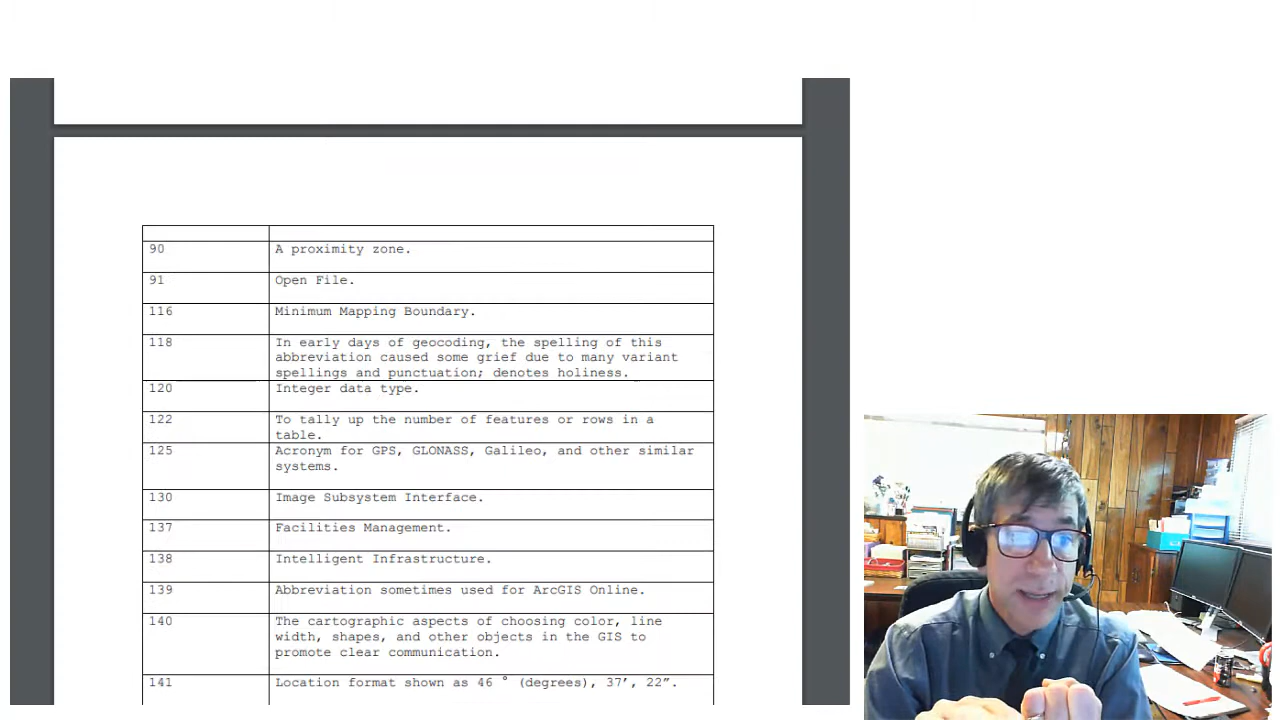 90 A proximity zone.
91 Open File.
116 Minimum Mapping Boundary.
118 In early days of geocoding, the spelling of this
abbreviation caused some grief due to many variant
spellings and punctuation; denotes holiness.
120 Integer data type.
122 To tally up the number of features or rows in a
table.
125 Acronym for GPS, GLONASS, Galileo, and other similar
systems.
130 Image Subsystem Interface.
137 Facilities Management.
138 Intelligent Infrastructure.
139 Abbreviation sometimes used for ArcGIS Online.
140 The cartographic aspects of choosing color, line
width, shapes, and other objects in the GIS to
promote clear communication.
141 Location format shown as 46 ° (degrees), 37′, 22″.